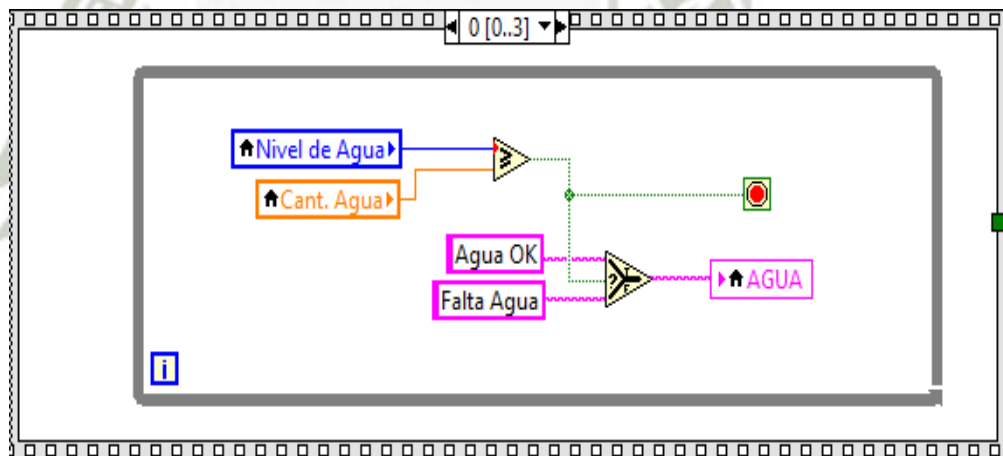 0 [0..3]
Nivel de Agua
Cant. Agua
≥
Agua OK
?
T
F
AGUA
Falta Agua
i